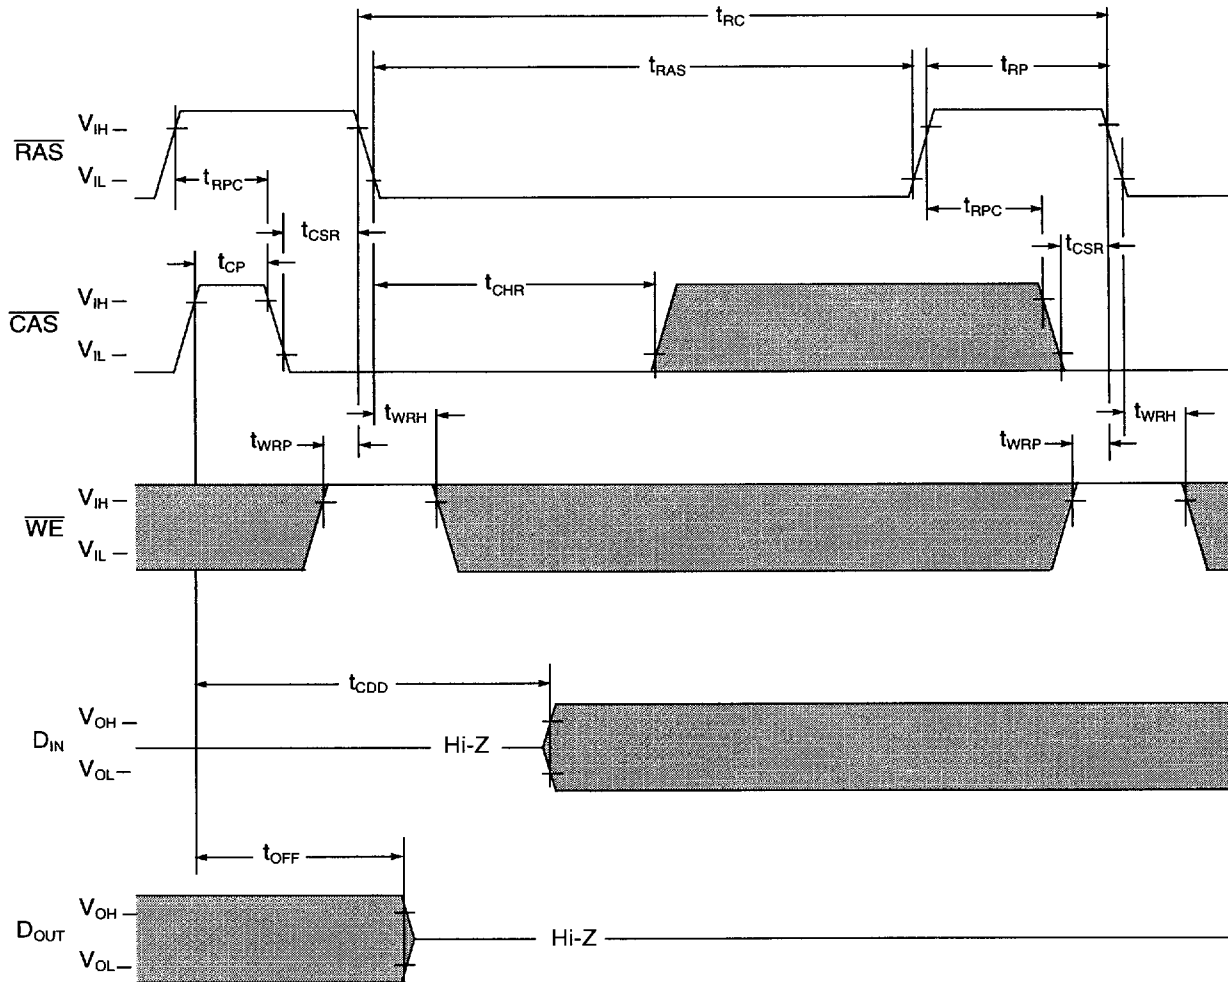 tRC
tRAS
tRP
RAS
VIH
VIL
tRPC
tRPC
tCSR
tCSR
tCP
tCHR
CAS
VIH
VIL
tWRH
tWRH
tWRP
tWRP
WE
VIH
VIL
tCDD
DIN
VOH
Hi-Z
VOL
tOFF
DOUT
VOH
Hi-Z
VOL